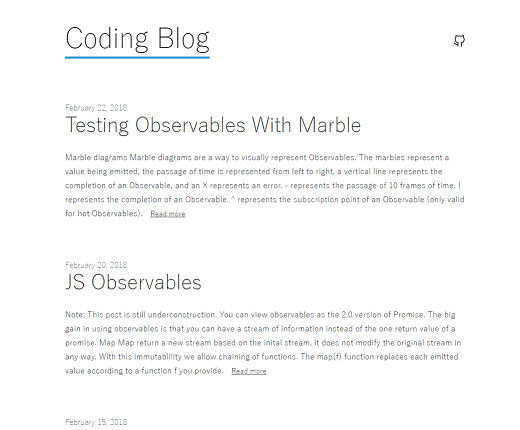 Coding Blog
February 22, 2018
Testing Observables With Marble
Marble diagrams Marble diagrams are a way to visually represent Observables. The marbles represent a
value being emitted, the passage of time is represented from left to right, a vertical line represents the
completion of an Observable, and an X represents an error. - represents the passage of 10 frames of time. |
represents the completion of an Observable. ^ represents the subscription point of an Observable (only valid
for hot Observables). Read more
February 20, 2018
JS Observables
Note: This post is still underconstruction. You can view observables as the 2.0 version of Promise. The big
gain in using observables is that you can have a stream of information instead of the one return value of a
promise. Map Map return a new stream based on the inital stream, it does not modify the original stream in
any way. With this immutablility we allow chaining of functions. The map(f) function replaces each emitted
value according to a function f you provide. Read more
February 15, 2018